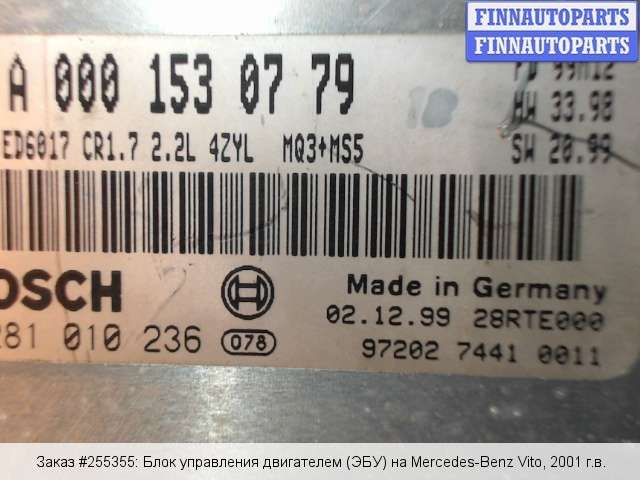 FINNAUTOPARTS
FINNAUTOPARTS
A 000 153 07 79
PD 99M12
HW 33.98
ED6017 CR1.7 2.2L 4ZYL MQ3+MS5
SW 20.99
OSCH
Made in Germany
02.12.99 28RTE000
281 010 236 078
97202 7441 0011
Заказ #255355: Блок управления двигателем (ЭБУ) на Mercedes-Benz Vito, 2001 г.в.